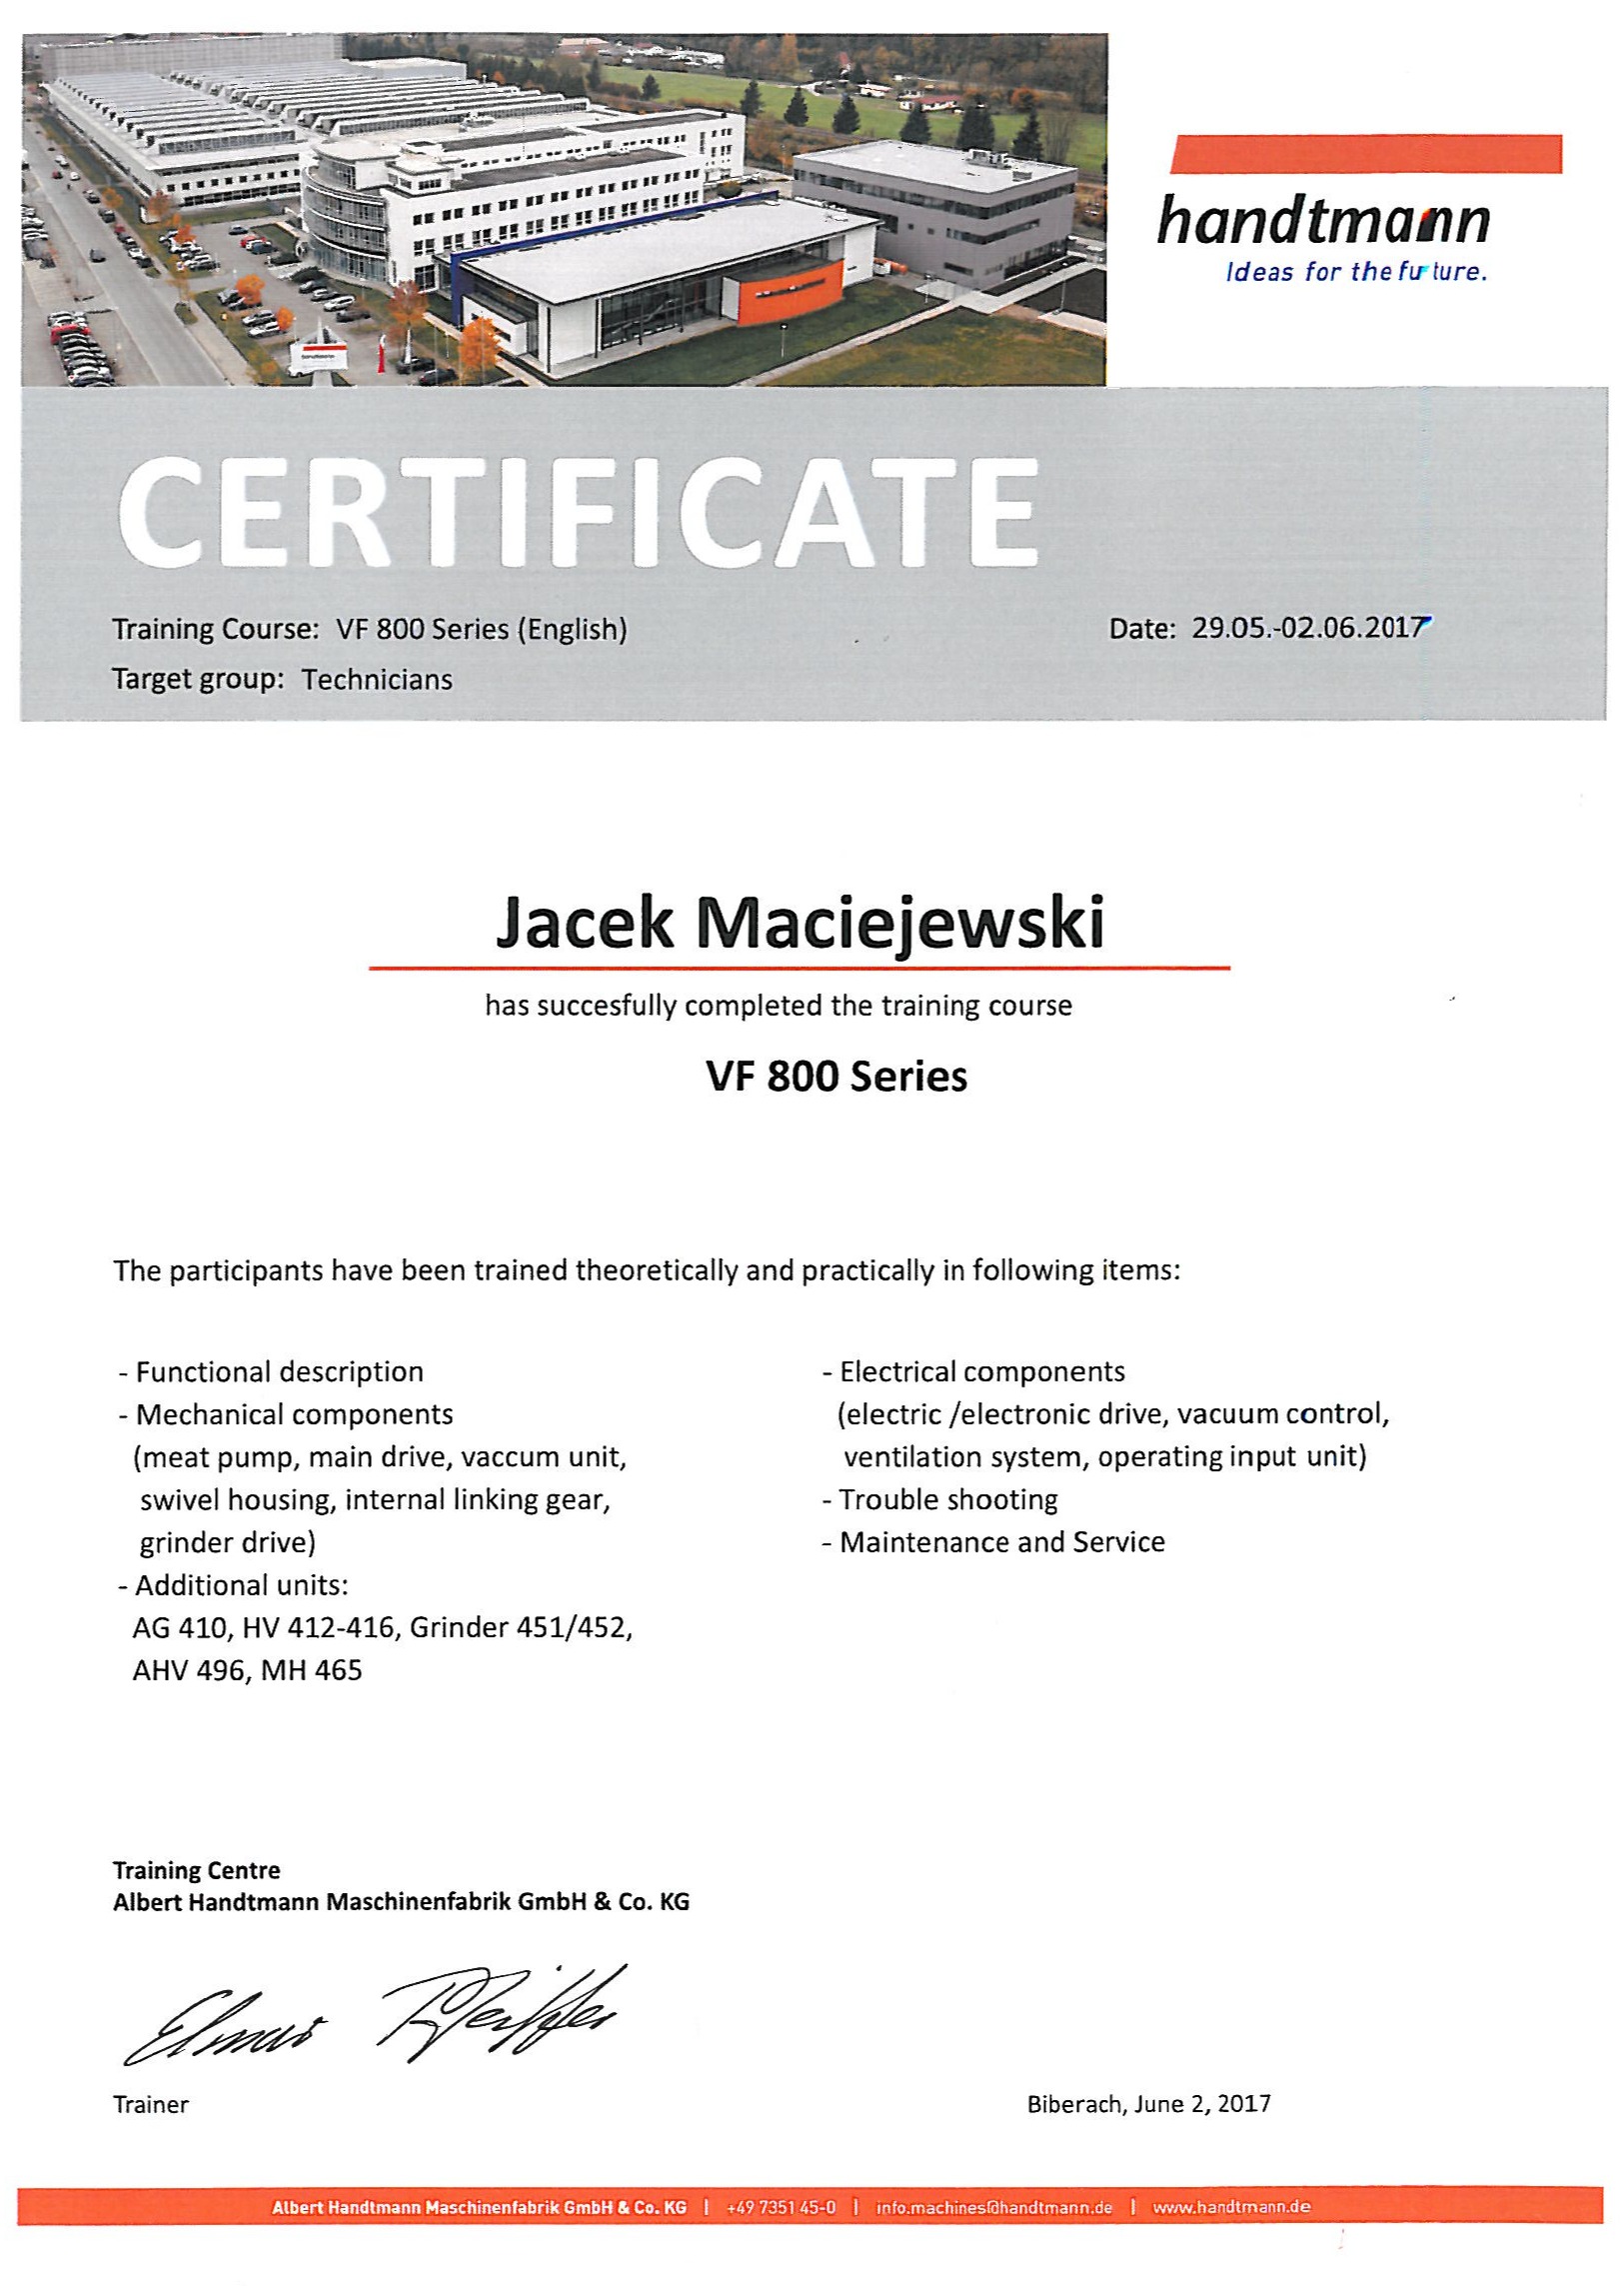 handtmann
Ideas for the future.
handtmann
CERTIFICATE
Training Course: VF 800 Series (English)
Date: 29.05.-02.06.2017
Target group: Technicians
Jacek Maciejewski
has succesfully completed the training course
VF 800 Series
The participants have been trained theoretically and practically in following items:
- Functional description
- Mechanical components
(meat pump, main drive, vaccum unit,
swivel housing, internal linking gear,
grinder drive)
- Additional units:
AG 410, HV 412-416, Grinder 451/452,
AHV 496, MH 465
- Electrical components
(electric /electronic drive, vacuum control,
ventilation system, operating input unit)
- Trouble shooting
- Maintenance and Service
Training Centre
Albert Handtmann Maschinenfabrik GmbH & Co. KG
Elmar Pfeiffer
Trainer
Biberach, June 2, 2017
Albert Handtmann Maschinenfabrik GmbH & Co. KG | +49 7351 45-0 | info.machines@handtmann.de | www.handtmann.de